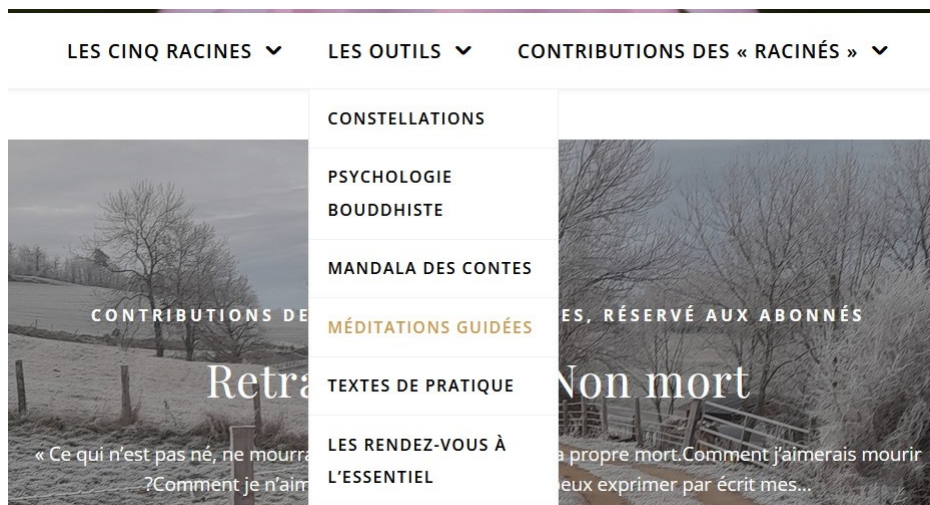 LES CINQ RACINES LES OUTILS CONTRIBUTIONS DES « RACINÉS »
CONSTELLATIONS
PSYCHOLOGIE
BOUDDHISTE
MANDALA DES CONTES
MÉDITATIONS GUIDÉES
TEXTES DE PRATIQUE
LES RENDEZ-VOUS À
L'ESSENTIEL
CONTRIBUTIONS DE ES, RÉSERVÉ AUX ABONNÉS
Retra Non mort
« Ce qui n'est pas né, ne mourra propre mort.Comment j'aimerais mourir
?Comment je n'aim eux exprimer par écrit mes...